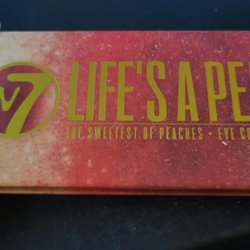 W7
LIFE'S A PE
THE SWEETEST OF PEACHES • EYE CO